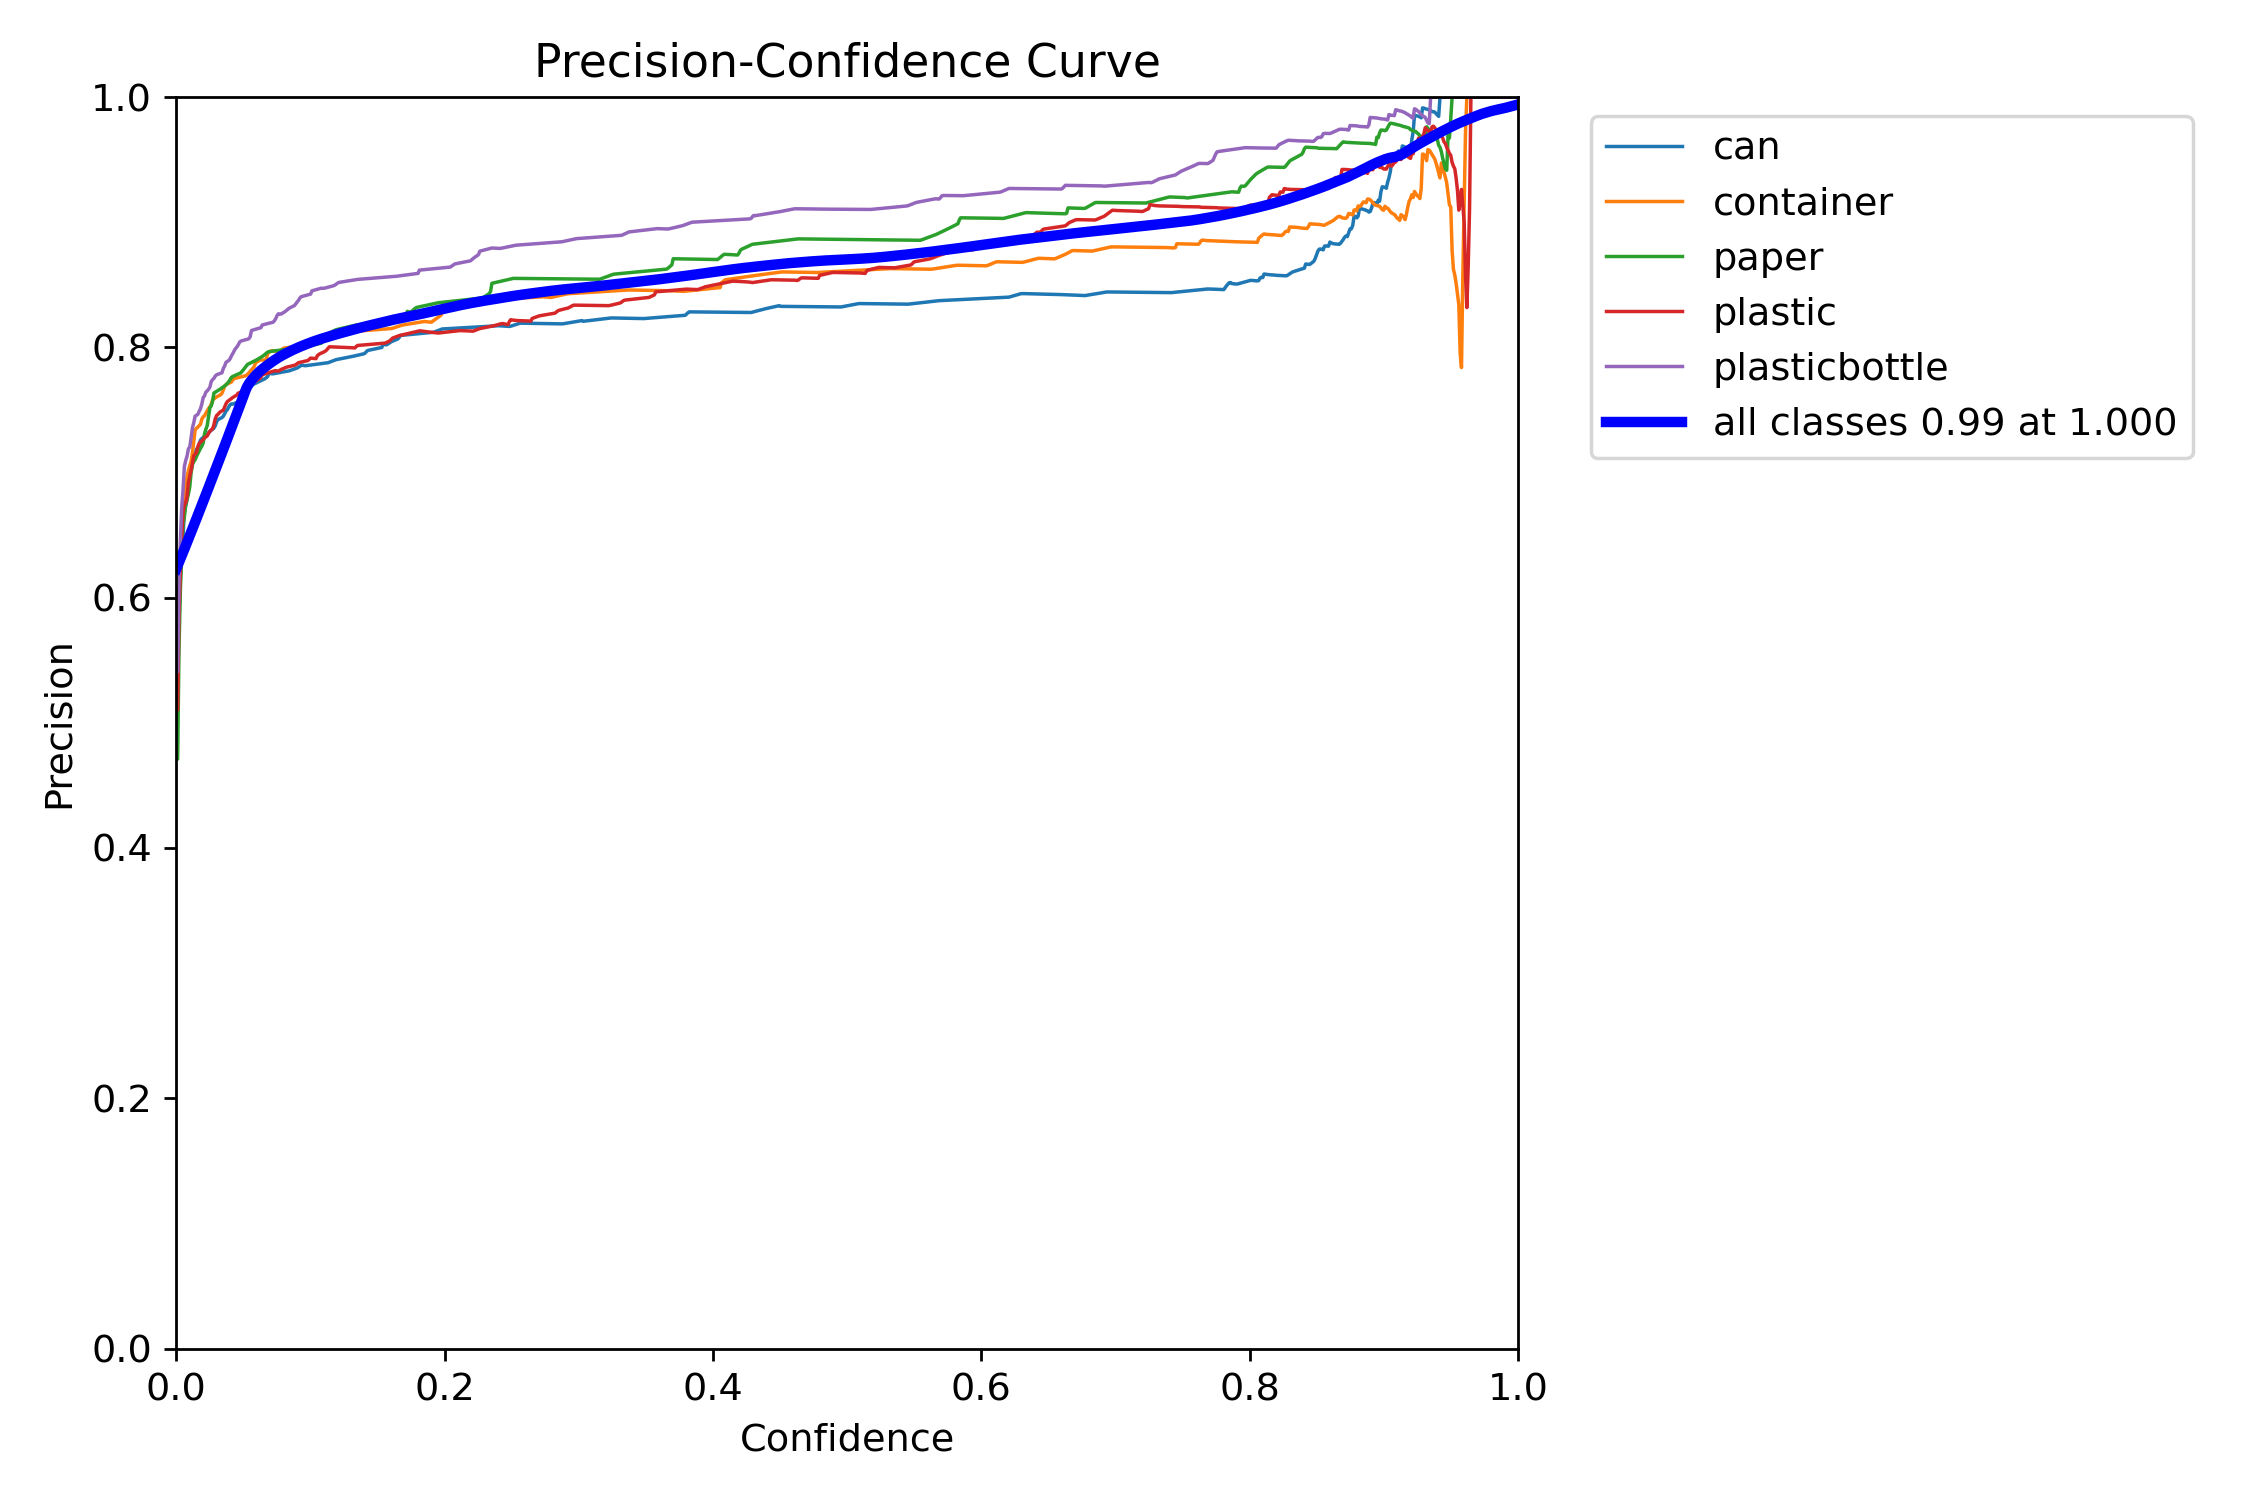 Precision-Confidence Curve
1.0
0.8
0.6
0.4
0.2
0.0
Precision
0.0 0.2 0.4 0.6 0.8 1.0
Confidence
can
container
paper
plastic
plasticbottle
all classes 0.99 at 1.000